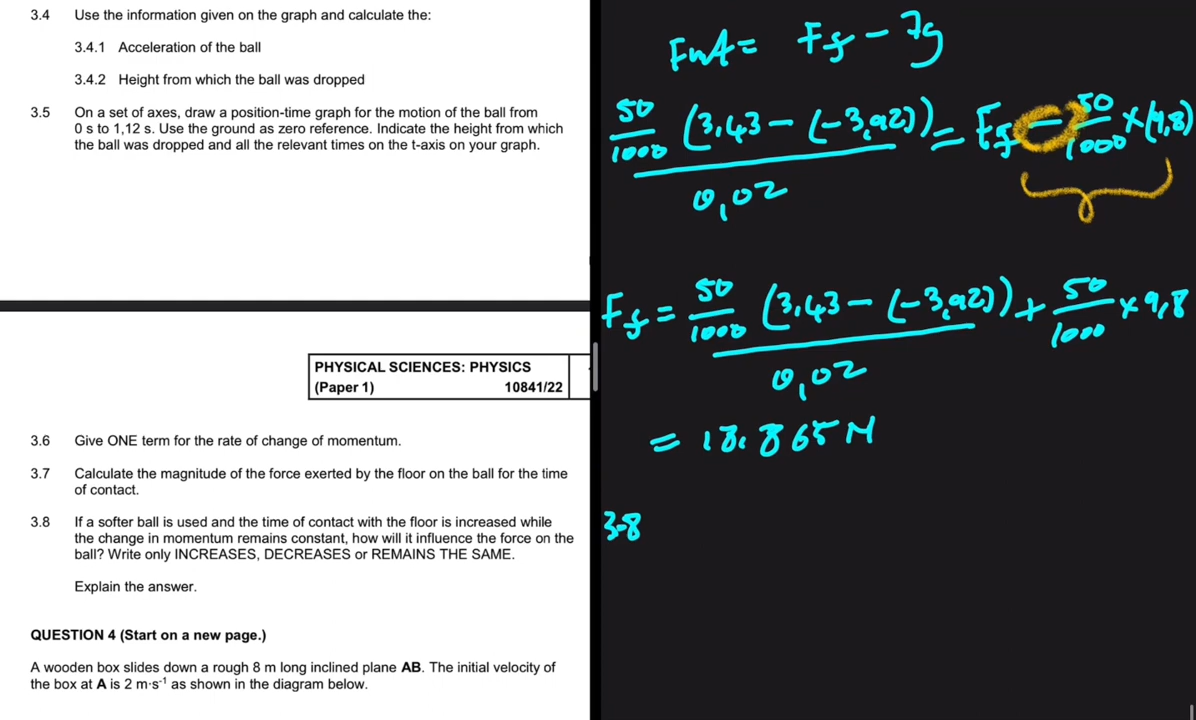 3.4 Use the information given on the graph and calculate the:
3.4.1 Acceleration of the ball
3.4.2 Height from which the ball was dropped
3.5 On a set of axes, draw a position-time graph for the motion of the ball from
0 s to 1,12 s. Use the ground as zero reference. Indicate the height from which
the ball was dropped and all the relevant times on the t-axis on your graph.
PHYSICAL SCIENCES: PHYSICS
(Paper 1) 10841/22
3.6 Give ONE term for the rate of change of momentum.
3.7 Calculate the magnitude of the force exerted by the floor on the ball for the time
of contact.
3.8 If a softer ball is used and the time of contact with the floor is increased while
the change in momentum remains constant, how will it influence the force on the
ball? Write only INCREASES, DECREASES or REMAINS THE SAME.
Explain the answer.
QUESTION 4 (Start on a new page.)
A wooden box slides down a rough 8 m long inclined plane AB. The initial velocity of
the box at A is 2 m·s⁻¹ as shown in the diagram below.
Fnet = Ff - Fg
50/1000 (3,43 - (-3,92)) / 0,02 = Ff - 50/1000 × (9,8)
Ff = 50/1000 (3,43 - (-3,92)) / 0,02 + 50/1000 × 9,8
= 18.865 N
3.8